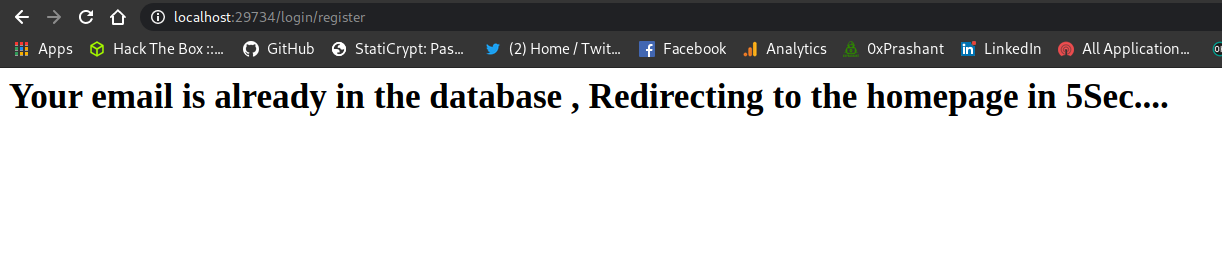 localhost:29734/login/register
Apps Hack The Box ::... GitHub StatiCrypt: Pas... (2) Home / Twit... Facebook Analytics 0xPrashant LinkedIn All Application...
Your email is already in the database , Redirecting to the homepage in 5Sec....